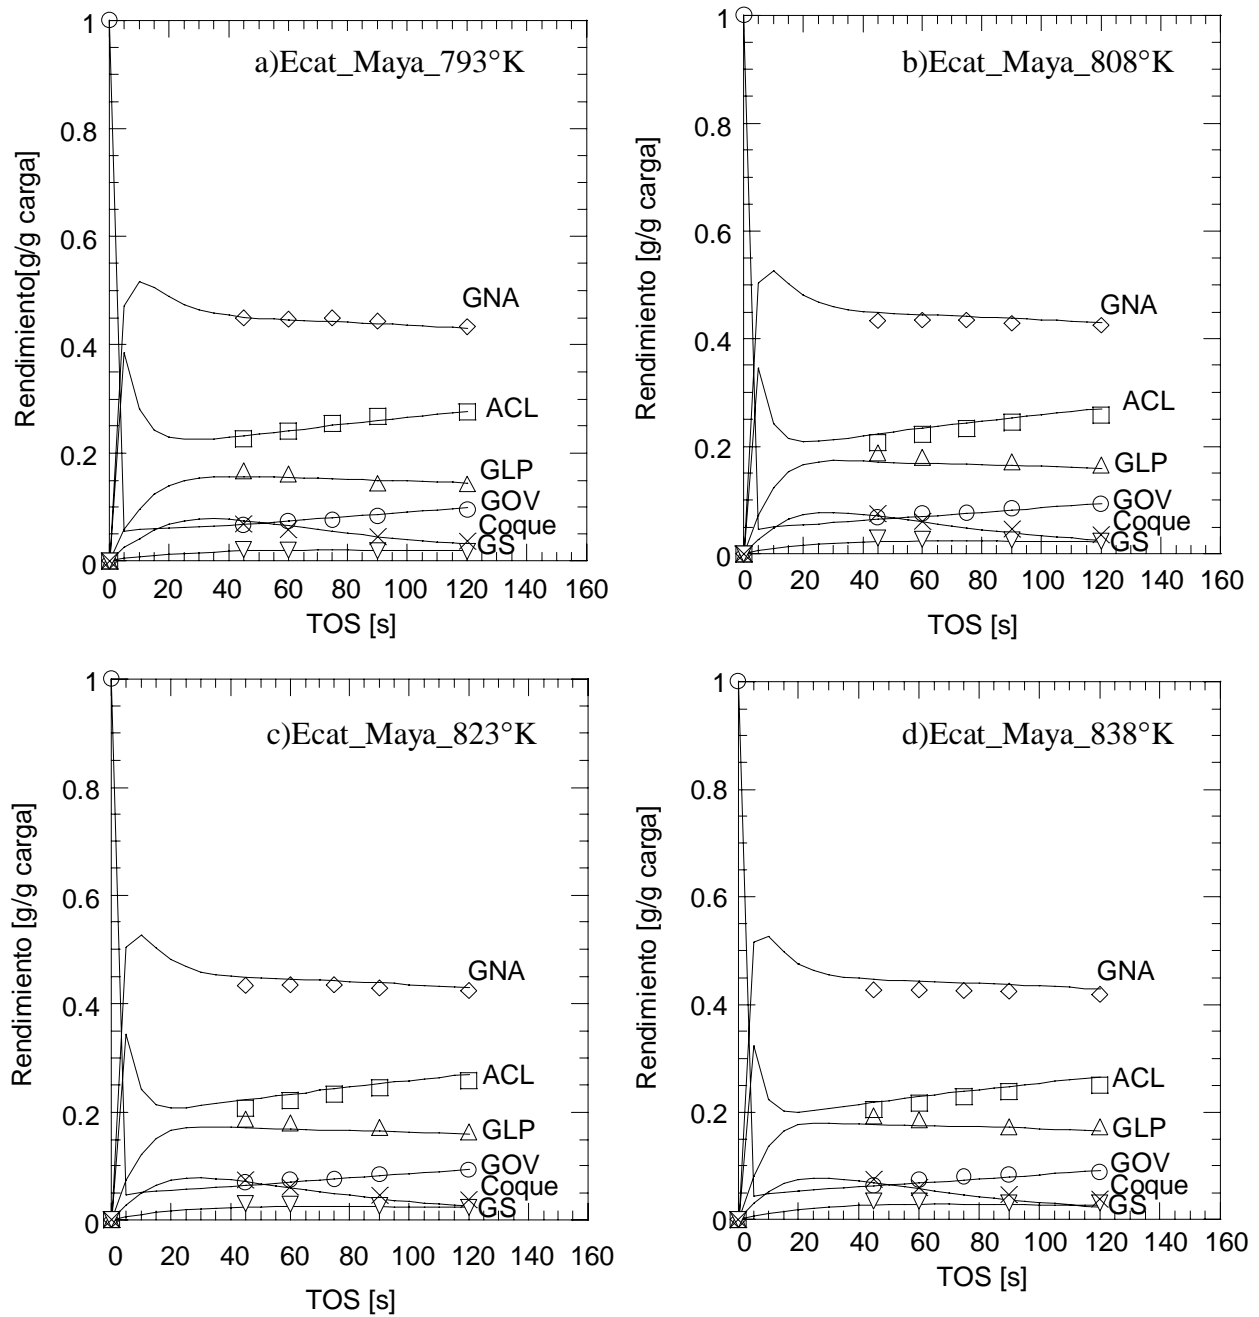 a)Ecat_Maya_793°K
Rendimiento[g/g carga]
1
0.8
0.6
0.4
0.2
0
GNA
ACL
GLP
GOV
Coque
GS
0 20 40 60 80 100 120 140 160
TOS [s]
b)Ecat_Maya_808°K
Rendimiento [g/g carga]
1
0.8
0.6
0.4
0.2
0
GNA
ACL
GLP
GOV
Coque
GS
0 20 40 60 80 100 120 140 160
TOS [s]
c)Ecat_Maya_823°K
Rendimiento [g/g carga]
1
0.8
0.6
0.4
0.2
0
GNA
ACL
GLP
GOV
Coque
GS
0 20 40 60 80 100 120 140 160
TOS [s]
d)Ecat_Maya_838°K
Rendimiento [g/g carga]
1
0.8
0.6
0.4
0.2
0
GNA
ACL
GLP
GOV
Coque
GS
0 20 40 60 80 100 120 140 160
TOS [s]